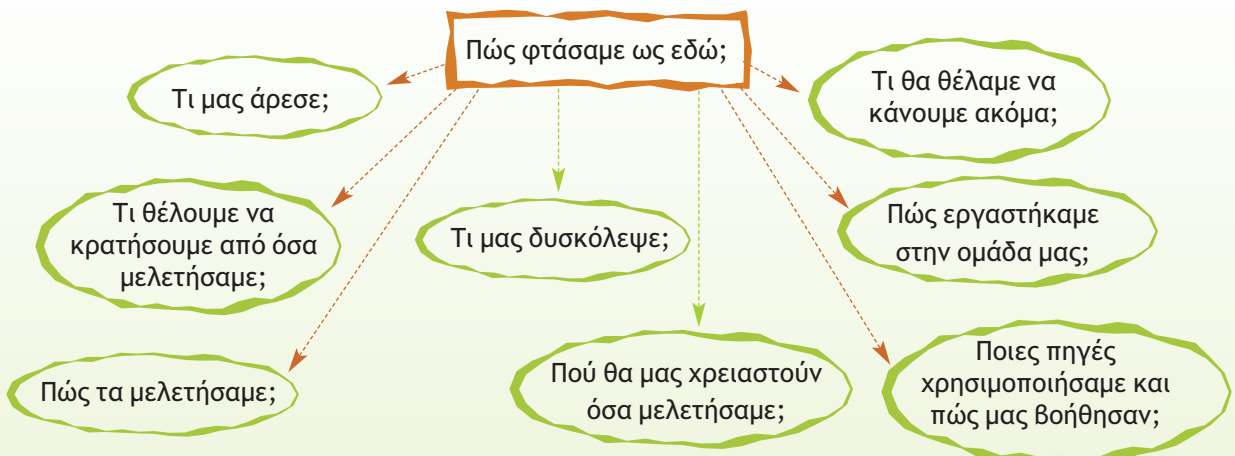 Πώς φτάσαμε ως εδώ;
Τι μας άρεσε;
Τι θα θέλαμε να
κάνουμε ακόμα;
Τι θέλουμε να
κρατήσουμε από όσα
μελετήσαμε;
Τι μας δυσκόλεψε;
Πώς εργαστήκαμε
στην ομάδα μας;
Πώς τα μελετήσαμε;
Πού θα μας χρειαστούν
όσα μελετήσαμε;
Ποιες πηγές
χρησιμοποιήσαμε και
πώς μας βοήθησαν;